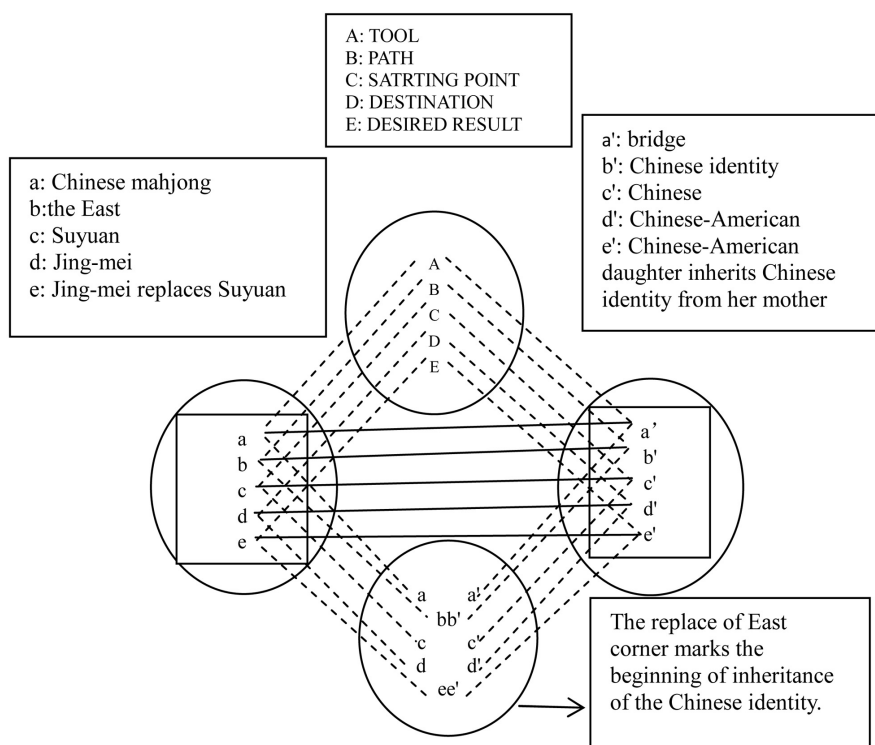 A: TOOL
B: PATH
C: SATRTING POINT
D: DESTINATION
E: DESIRED RESULT
a: Chinese mahjong
b:the East
c: Suyuan
d: Jing-mei
e: Jing-mei replaces Suyuan
a': bridge
b': Chinese identity
c': Chinese
d': Chinese-American
e': Chinese-American
daughter inherits Chinese
identity from her mother
A
B
C
D
E
a
b
c
d
e
a'
b'
c'
d'
e'
a a'
bb'
c c'
d d'
ee'
The replace of East
corner marks the
beginning of inheritance
of the Chinese identity.